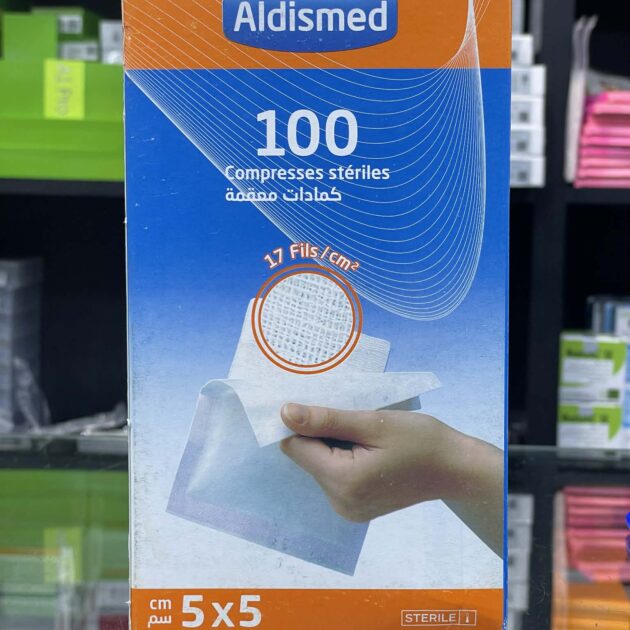 Aldismed
100
Compresses stériles
كمادات معقمة
17 Fils/cm²
cm
سم
5x5
STERILE